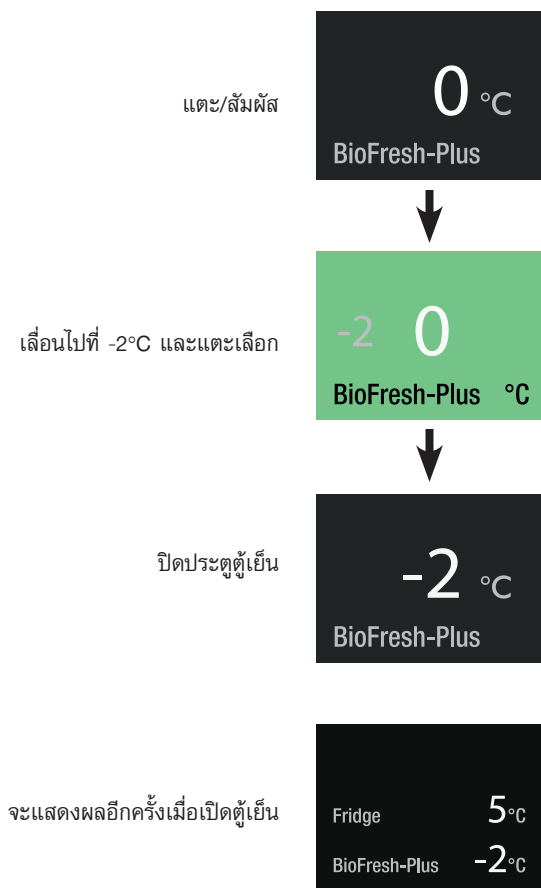 แตะ/สัมผัส
0 °C
BioFresh-Plus
เลื่อนไปที่ -2°C และแตะเลือก
-2 0
BioFresh-Plus °C
ปิดประตูตู้เย็น
-2 °C
BioFresh-Plus
จะแสดงผลอีกครั้งเมื่อเปิดตู้เย็น
Fridge 5°C
BioFresh-Plus -2°C